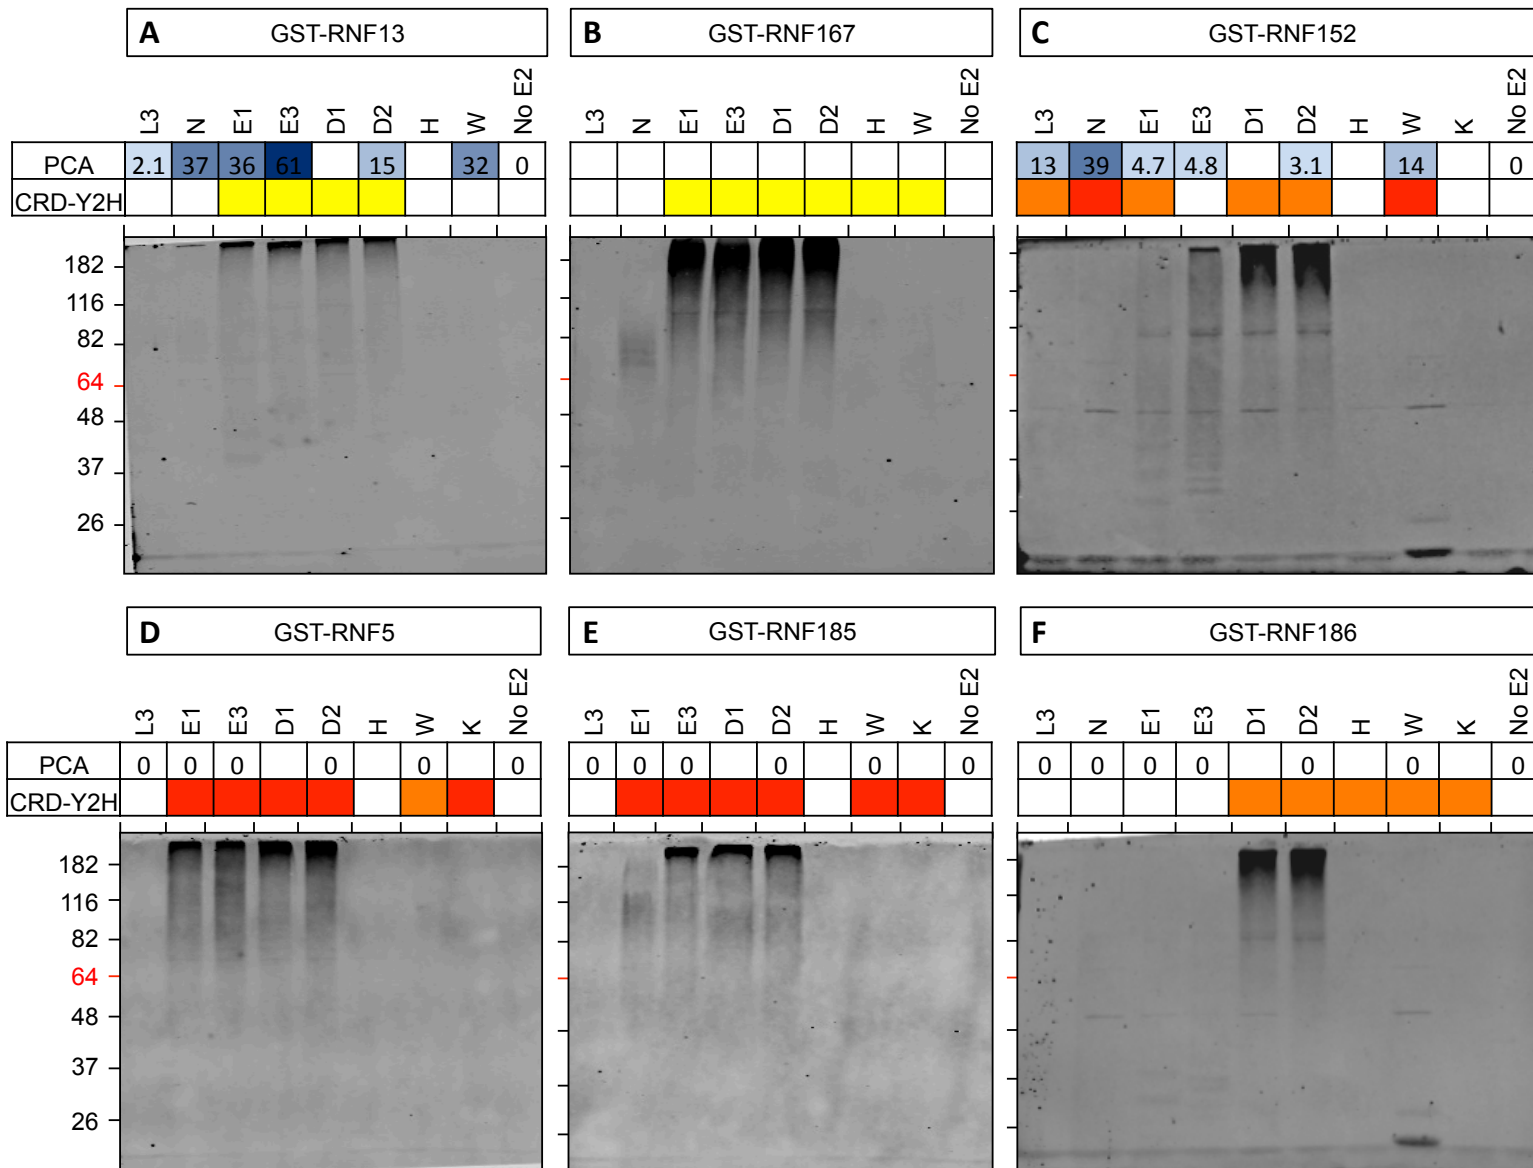 A GST-RNF13
L3 N E1 E3 D1 D2 H W No E2
PCA 2.1 37 36 61 15 32 0
CRD-Y2H
182
116
82
64
48
37
26
B GST-RNF167
L3 N E1 E3 D1 D2 H W No E2
C GST-RNF152
L3 N E1 E3 D1 D2 H W K No E2
13 39 4.7 4.8 3.1 14 0
D GST-RNF5
L3 E1 E3 D1 D2 H W K No E2
PCA 0 0 0 0 0 0
CRD-Y2H
182
116
82
64
48
37
26
E GST-RNF185
L3 E1 E3 D1 D2 H W K No E2
0 0 0 0 0 0
F GST-RNF186
L3 N E1 E3 D1 D2 H W K No E2
0 0 0 0 0 0 0